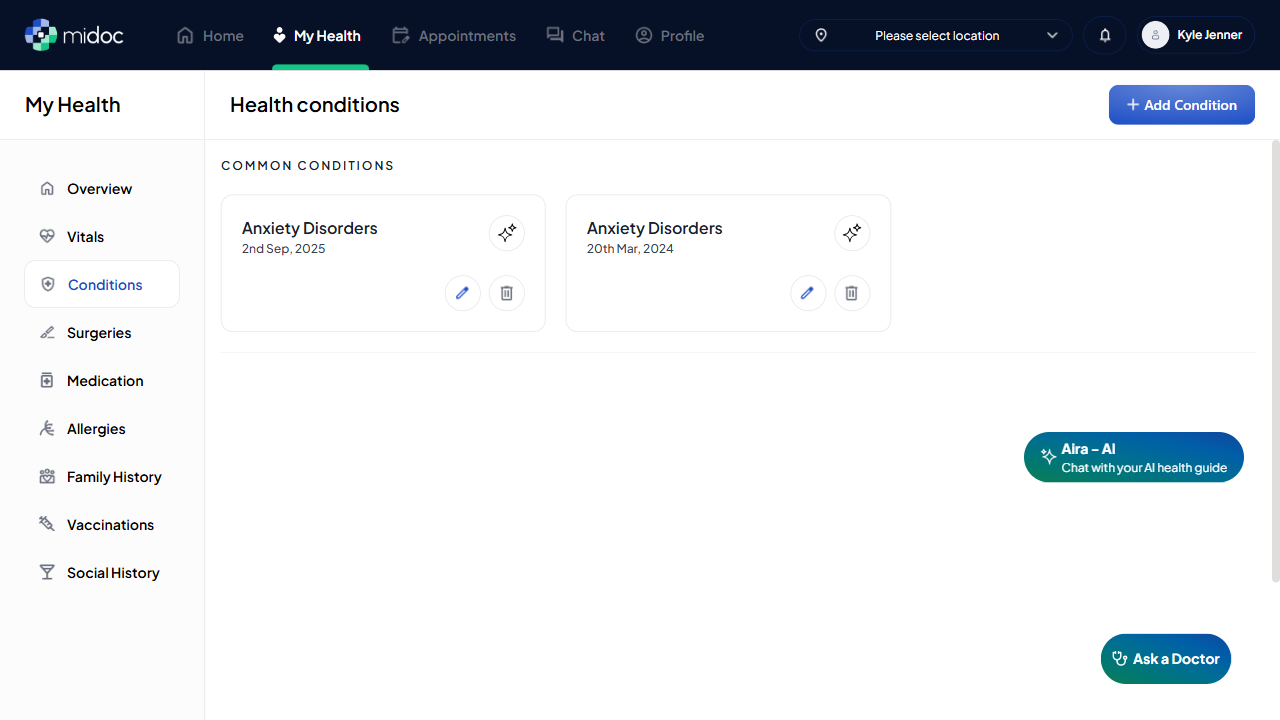 midoc
Home
My Health
Appointments
Chat
Profile
Please select location
Kyle Jenner
My Health
Health conditions
+ Add Condition
Overview
Vitals
Conditions
Surgeries
Medication
Allergies
Family History
Vaccinations
Social History
COMMON CONDITIONS
Anxiety Disorders
2nd Sep, 2025
Anxiety Disorders
20th Mar, 2024
Aira – AI
Chat with your AI health guide
Ask a Doctor